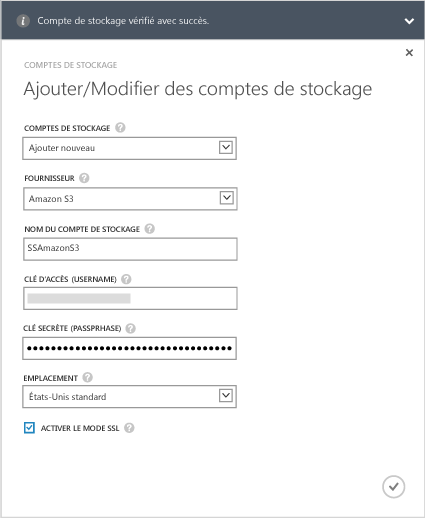 Compte de stockage vérifié avec succès.
COMPTES DE STOCKAGE
Ajouter/Modifier des comptes de stockage
COMPTES DE STOCKAGE
Ajouter nouveau
FOURNISSEUR
Amazon S3
NOM DU COMPTE DE STOCKAGE
SSAmazonS3
CLÉ D'ACCÈS (USERNAME)
CLÉ SECRÈTE (PASSPRHASE)
EMPLACEMENT
États-Unis standard
ACTIVER LE MODE SSL